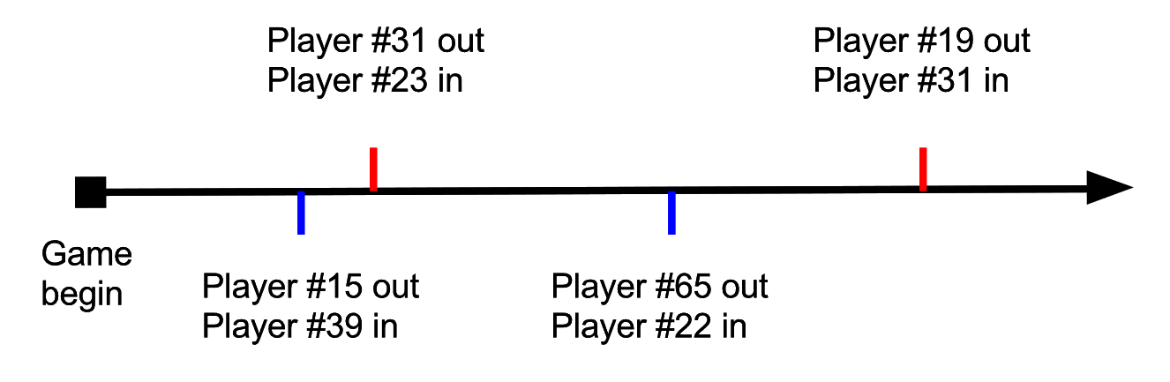 Player #31 out
Player #23 in
Player #19 out
Player #31 in
Game
begin
Player #15 out
Player #39 in
Player #65 out
Player #22 in